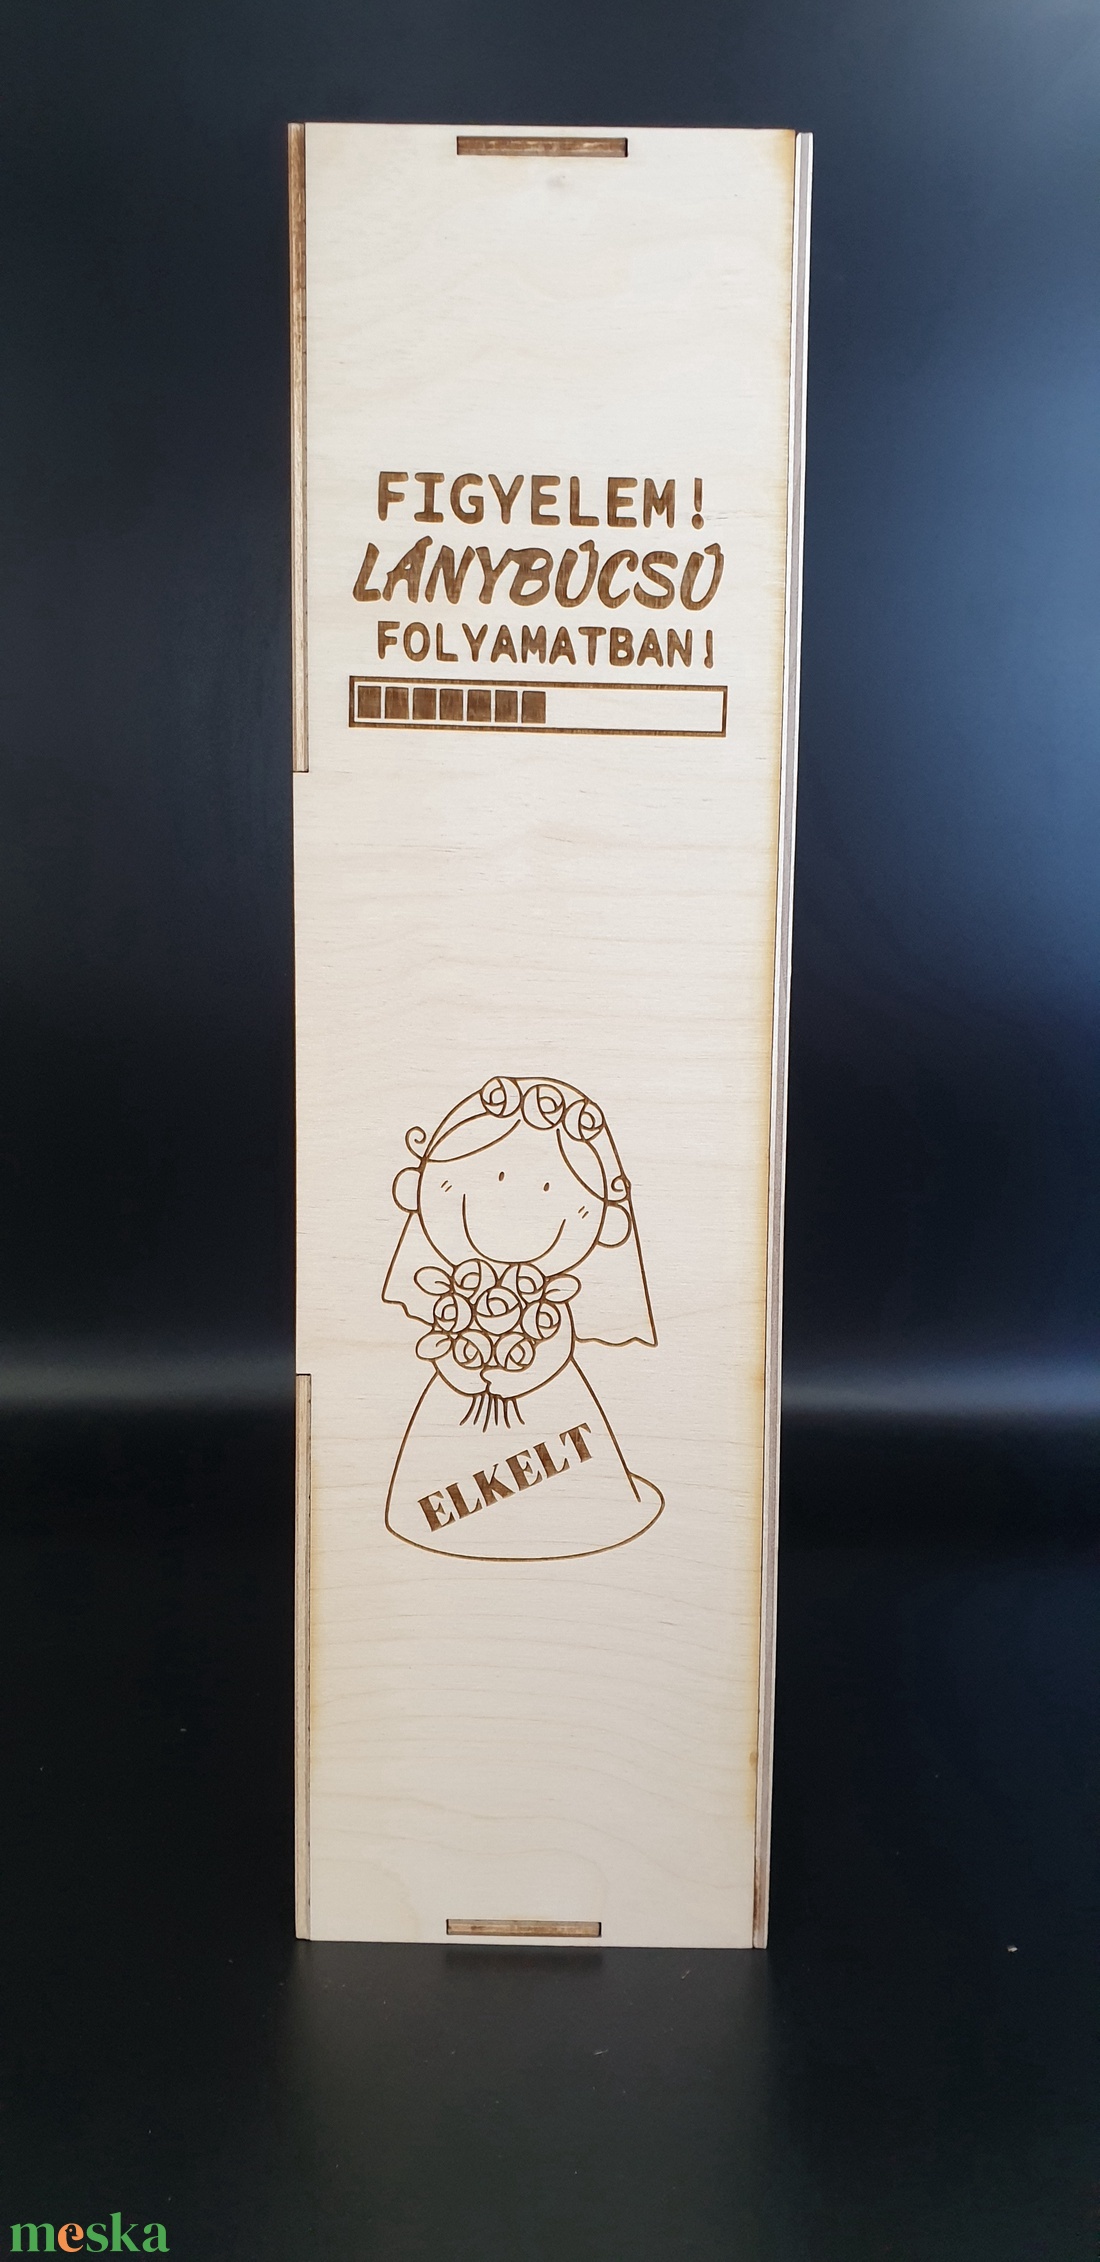 FIGYELEM!
LÁNYBÚCSÚ
FOLYAMATBAN!
ELKELT
meska